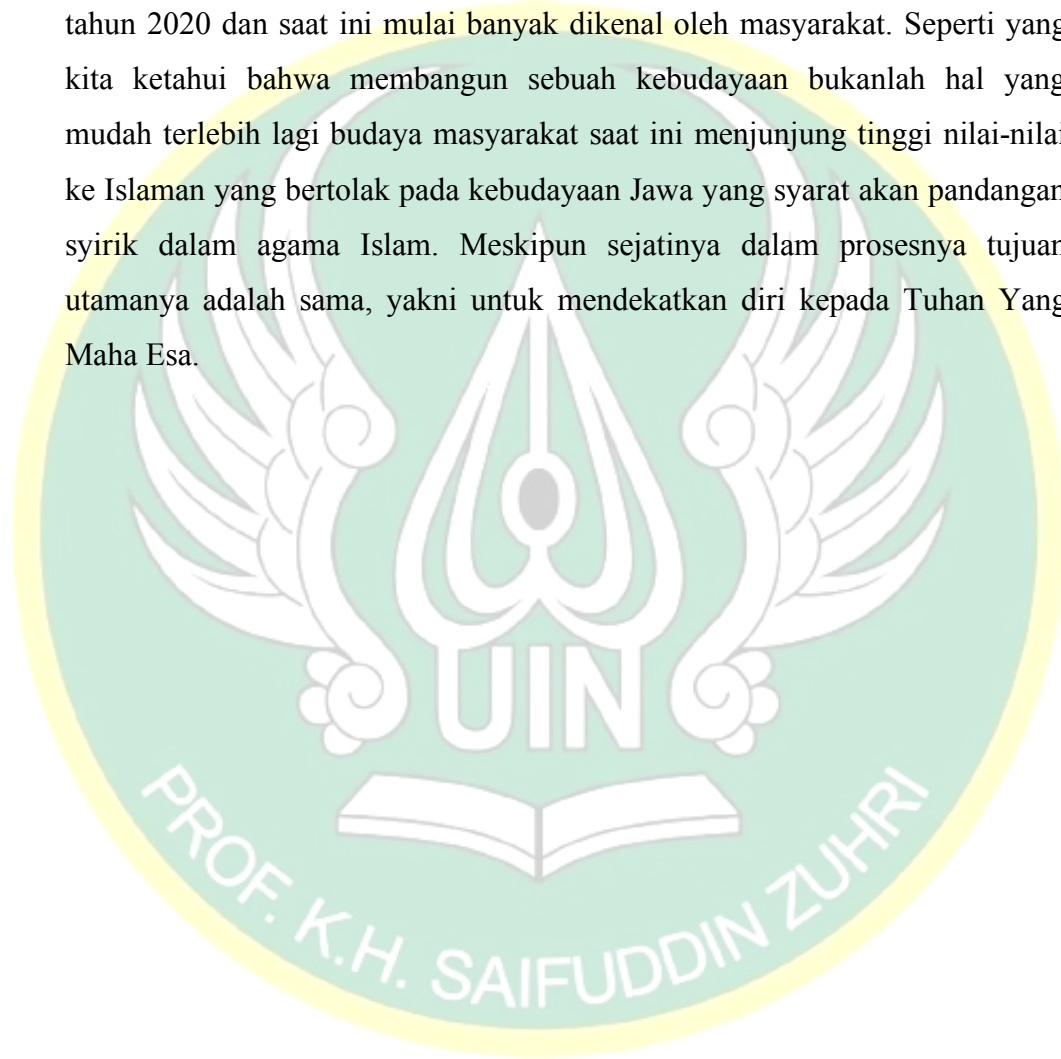 tahun 2020 dan saat ini mulai banyak dikenal oleh masyarakat. Seperti yang
kita ketahui bahwa membangun sebuah kebudayaan bukanlah hal yang
mudah terlebih lagi budaya masyarakat saat ini menjunjung tinggi nilai-nilai
ke Islaman yang bertolak pada kebudayaan Jawa yang syarat akan pandangan
syirik dalam agama Islam. Meskipun sejatinya dalam prosesnya tujuan
utamanya adalah sama, yakni untuk mendekatkan diri kepada Tuhan Yang
Maha Esa.
UIN
PROF. K.H. SAIFUDDIN ZUHRI